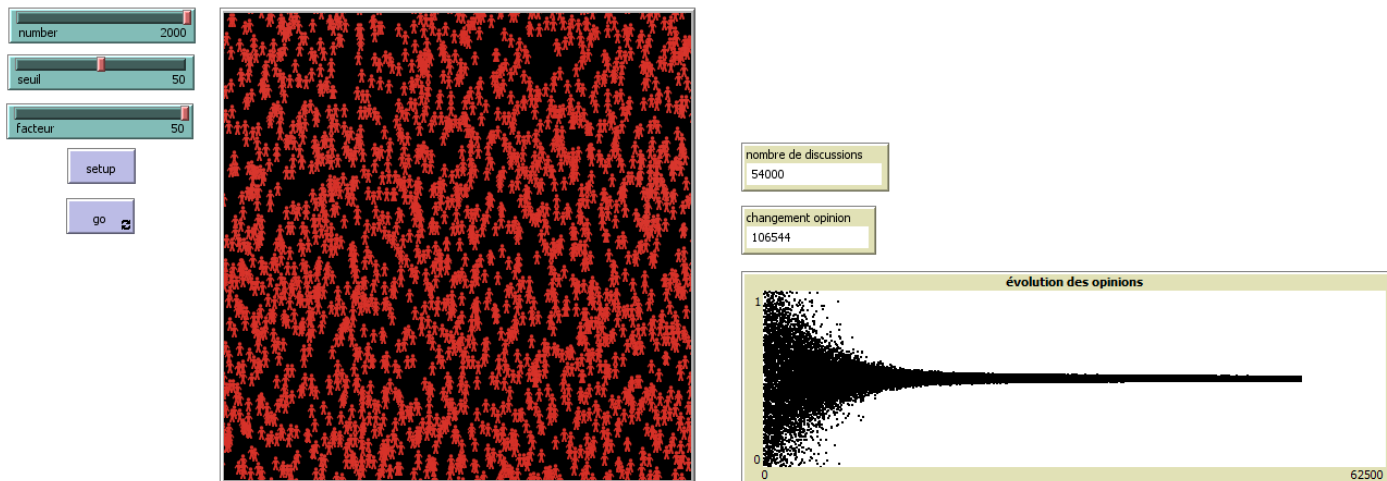 number 2000
seuil 50
facteur 50
setup
go
nombre de discussions
54000
changement opinion
106544
évolution des opinions
1
0
0 62500